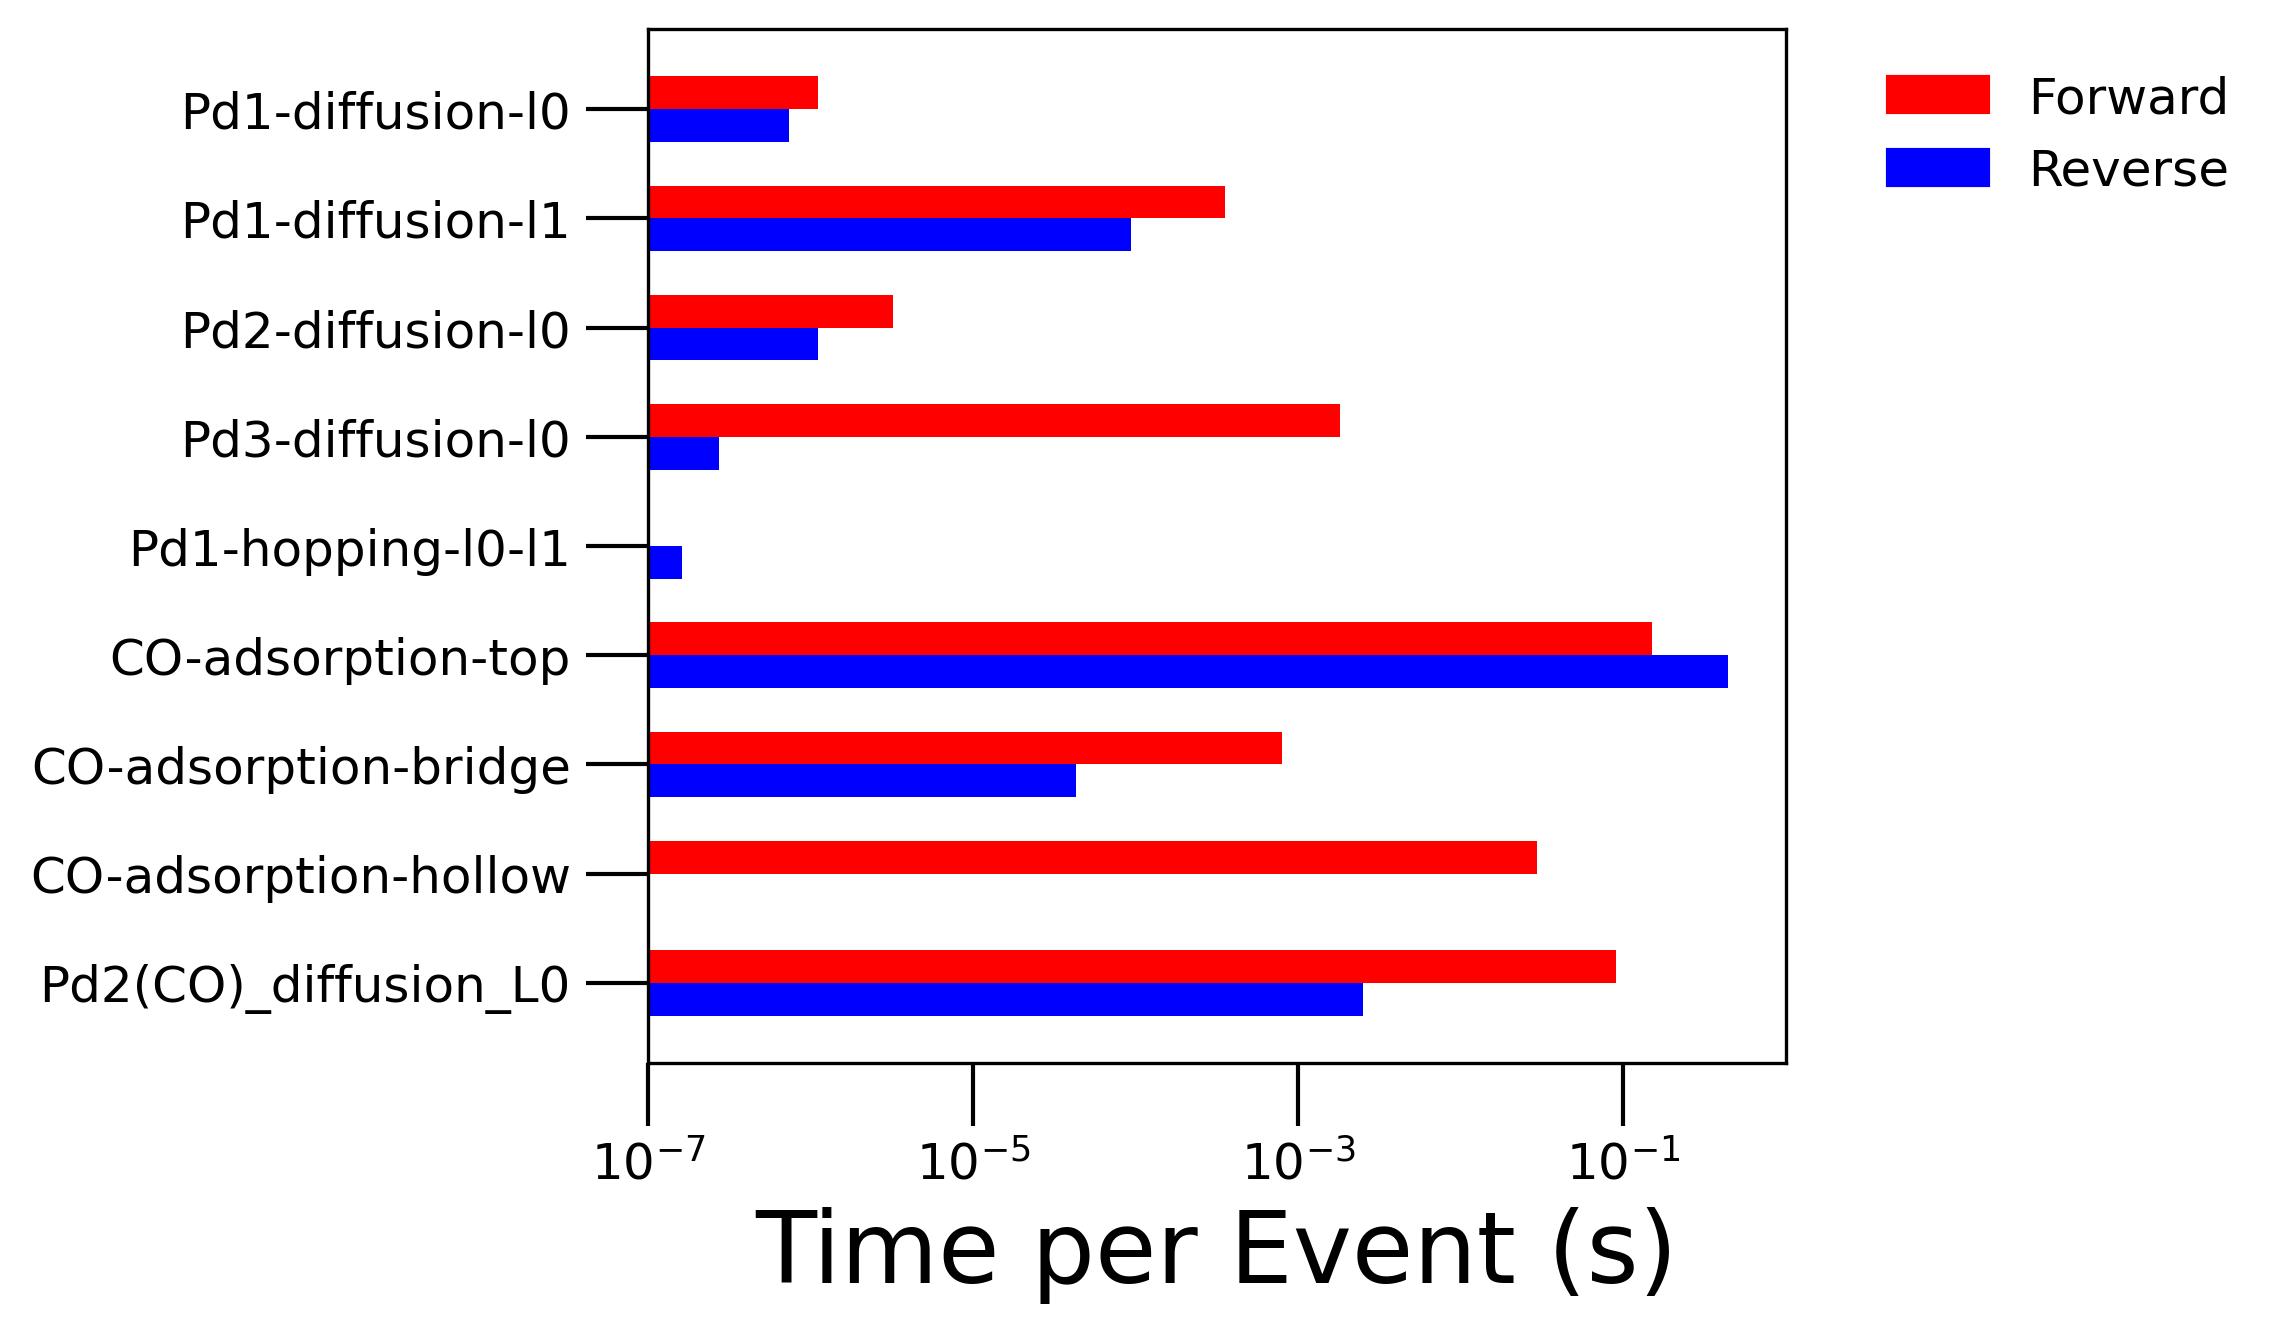 Pd1-diffusion-l0
Pd1-diffusion-l1
Pd2-diffusion-l0
Pd3-diffusion-l0
Pd1-hopping-l0-l1
CO-adsorption-top
CO-adsorption-bridge
CO-adsorption-hollow
Pd2(CO)_diffusion_L0
10⁻⁷ 10⁻⁵ 10⁻³ 10⁻¹
Time per Event (s)
Forward
Reverse